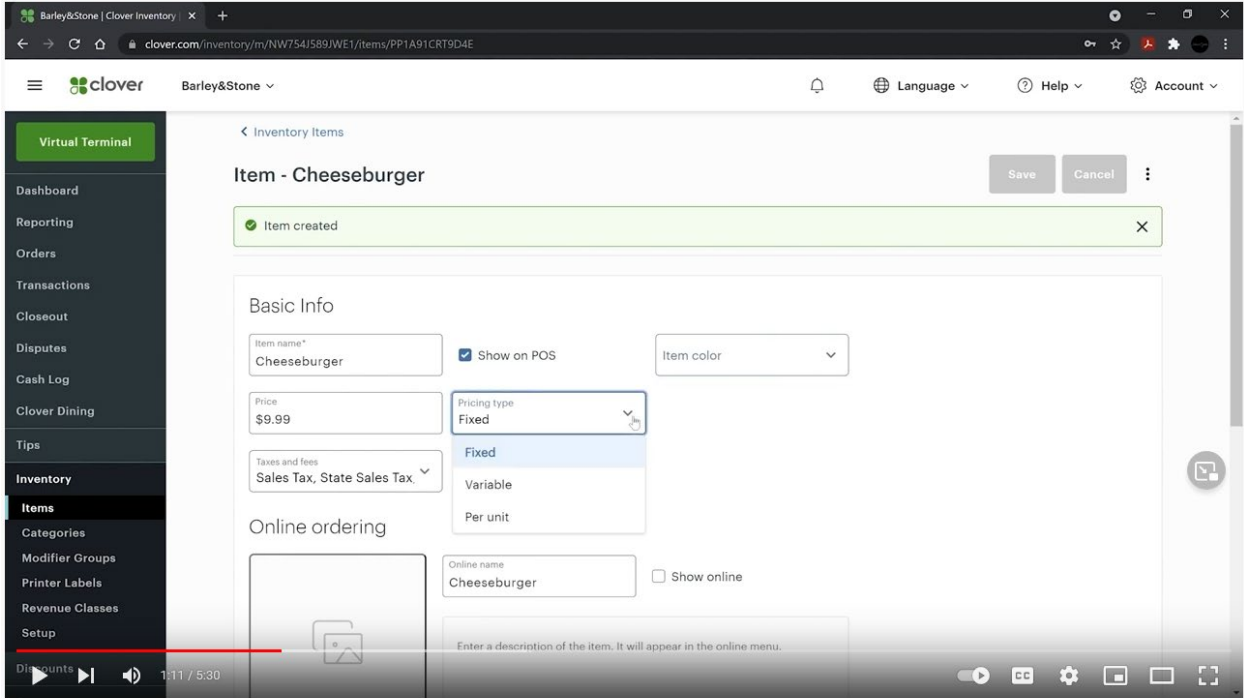 Barley&Stone | Clover Inventory
clover.com/inventory/m/NW754J589JWE1/items/PP1A91CRT9D4E
clover
Barley&Stone
Language
Help
Account
Virtual Terminal
Dashboard
Reporting
Orders
Transactions
Closeout
Disputes
Cash Log
Clover Dining
Tips
Inventory
Items
Categories
Modifier Groups
Printer Labels
Revenue Classes
Setup
Discounts
Inventory Items
Item - Cheeseburger
Save
Cancel
Item created
Basic Info
Item name*
Cheeseburger
Show on POS
Item color
Price
$9.99
Pricing type
Fixed
Fixed
Variable
Per unit
Taxes and fees
Sales Tax, State Sales Tax,
Online ordering
Online name
Cheeseburger
Show online
Enter a description of the item. It will appear in the online menu.
1:11 / 5:30
CC